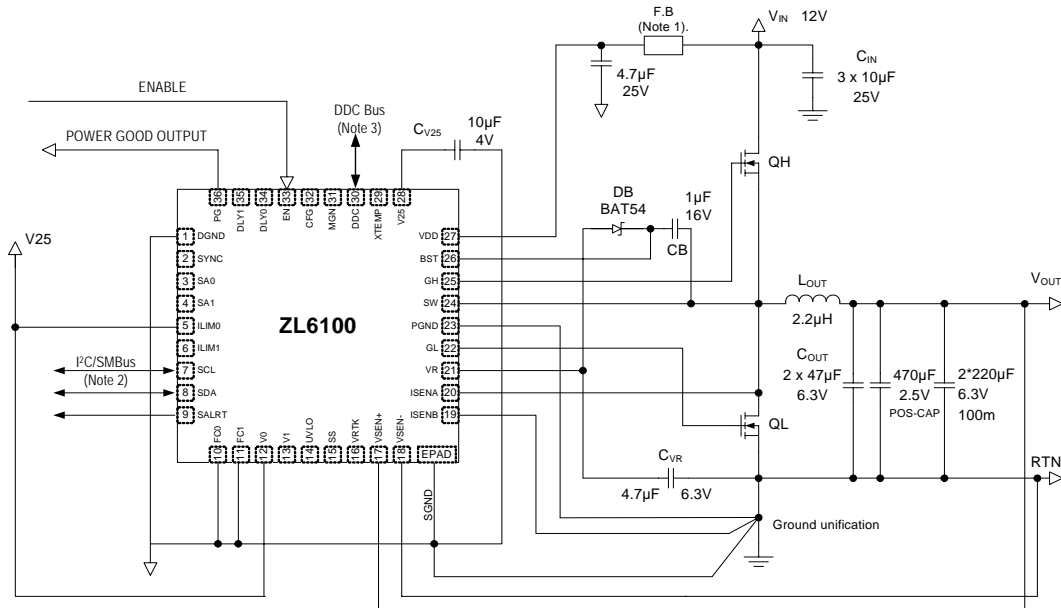 F.B
(Note 1).
VIN 12V
4.7µF
25V
CIN
3 x 10µF
25V
ENABLE
POWER GOOD OUTPUT
DDC Bus
(Note 3)
CV25
10µF
4V
QH
DB
BAT54
1µF
16V
CB
36 35 34 33 32 31 30 29 28
PG DLY1 DLY0 EN CFG MGN DDC XTEMP V25
V25
1 DGND
2 SYNC
3 SA0
4 SA1
5 ILIM0
6 ILIM1
7 SCL
8 SDA
9 SALRT
I²C/SMBus
(Note 2)
ZL6100
VDD 27
BST 26
GH 25
SW 24
PGND 23
GL 22
VR 21
ISENA 20
ISENB 19
FC0 FC1 V0 V1 UVLO SS VRTK VSEN+ VSEN- EPAD
10 11 12 13 14 15 16 17 18
SGND
LOUT
2.2µH
VOUT
COUT
2 x 47µF
6.3V
470µF
2.5V
POS-CAP
2*220µF
6.3V
100m
QL
CVR
4.7µF 6.3V
RTN
Ground unification